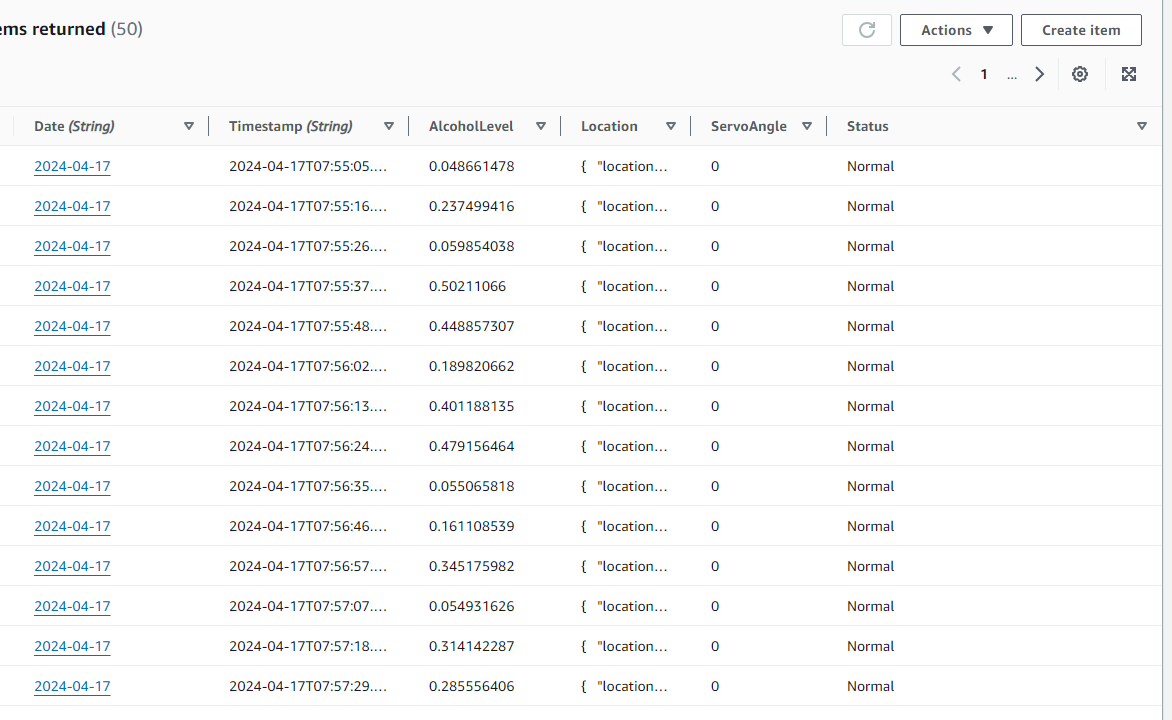 ems returned (50)
Actions
Create item
1 ...
Date (String) Timestamp (String) AlcoholLevel Location ServoAngle Status
2024-04-17 2024-04-17T07:55:05.... 0.048661478 { "location... 0 Normal
2024-04-17 2024-04-17T07:55:16.... 0.237499416 { "location... 0 Normal
2024-04-17 2024-04-17T07:55:26.... 0.059854038 { "location... 0 Normal
2024-04-17 2024-04-17T07:55:37.... 0.50211066 { "location... 0 Normal
2024-04-17 2024-04-17T07:55:48.... 0.448857307 { "location... 0 Normal
2024-04-17 2024-04-17T07:56:02.... 0.189820662 { "location... 0 Normal
2024-04-17 2024-04-17T07:56:13.... 0.401188135 { "location... 0 Normal
2024-04-17 2024-04-17T07:56:24.... 0.479156464 { "location... 0 Normal
2024-04-17 2024-04-17T07:56:35.... 0.055065818 { "location... 0 Normal
2024-04-17 2024-04-17T07:56:46.... 0.161108539 { "location... 0 Normal
2024-04-17 2024-04-17T07:56:57.... 0.345175982 { "location... 0 Normal
2024-04-17 2024-04-17T07:57:07.... 0.054931626 { "location... 0 Normal
2024-04-17 2024-04-17T07:57:18.... 0.314142287 { "location... 0 Normal
2024-04-17 2024-04-17T07:57:29.... 0.285556406 { "location... 0 Normal